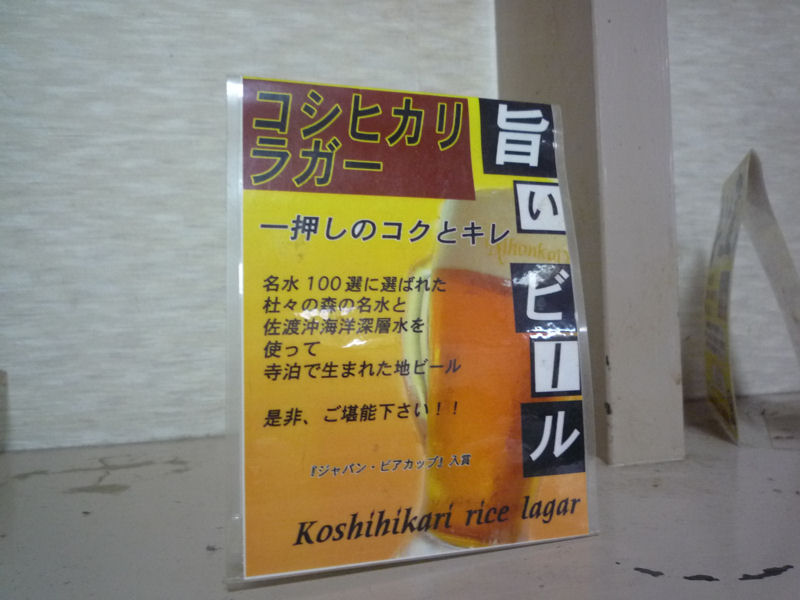 コシヒカリ
ラガー
旨いビール
一押しのコクとキレ
Nihonkai
名水100選に選ばれた
杜々の森の名水と
佐渡沖海洋深層水を
使って
寺泊で生まれた地ビール
是非、ご堪能下さい！！
『ジャパン・ビアカップ』入賞
Koshihikari rice lagar